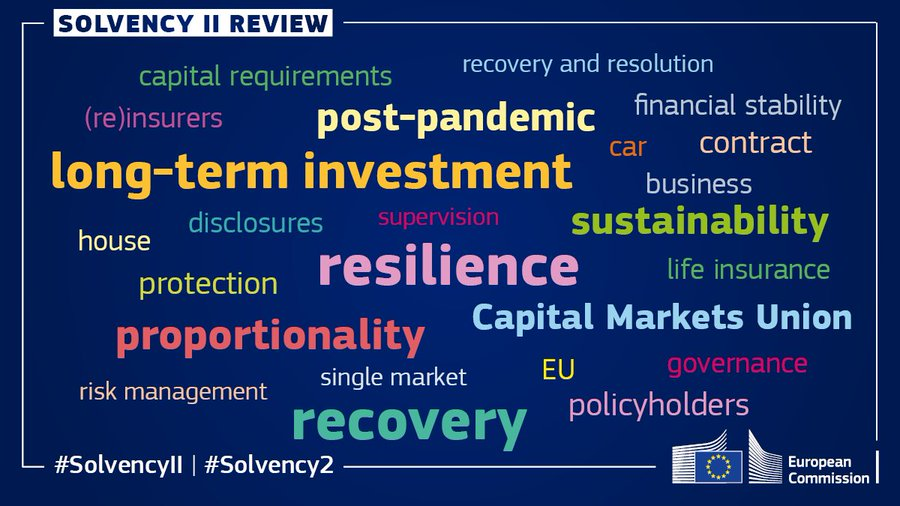 SOLVENCY II REVIEW
capital requirements
recovery and resolution
(re)insurers
post-pandemic
financial stability
car
contract
long-term investment
business
disclosures
supervision
sustainability
house
resilience
life insurance
protection
Capital Markets Union
proportionality
EU
governance
risk management
single market
policyholders
recovery
#SolvencyII | #Solvency2
European
Commission